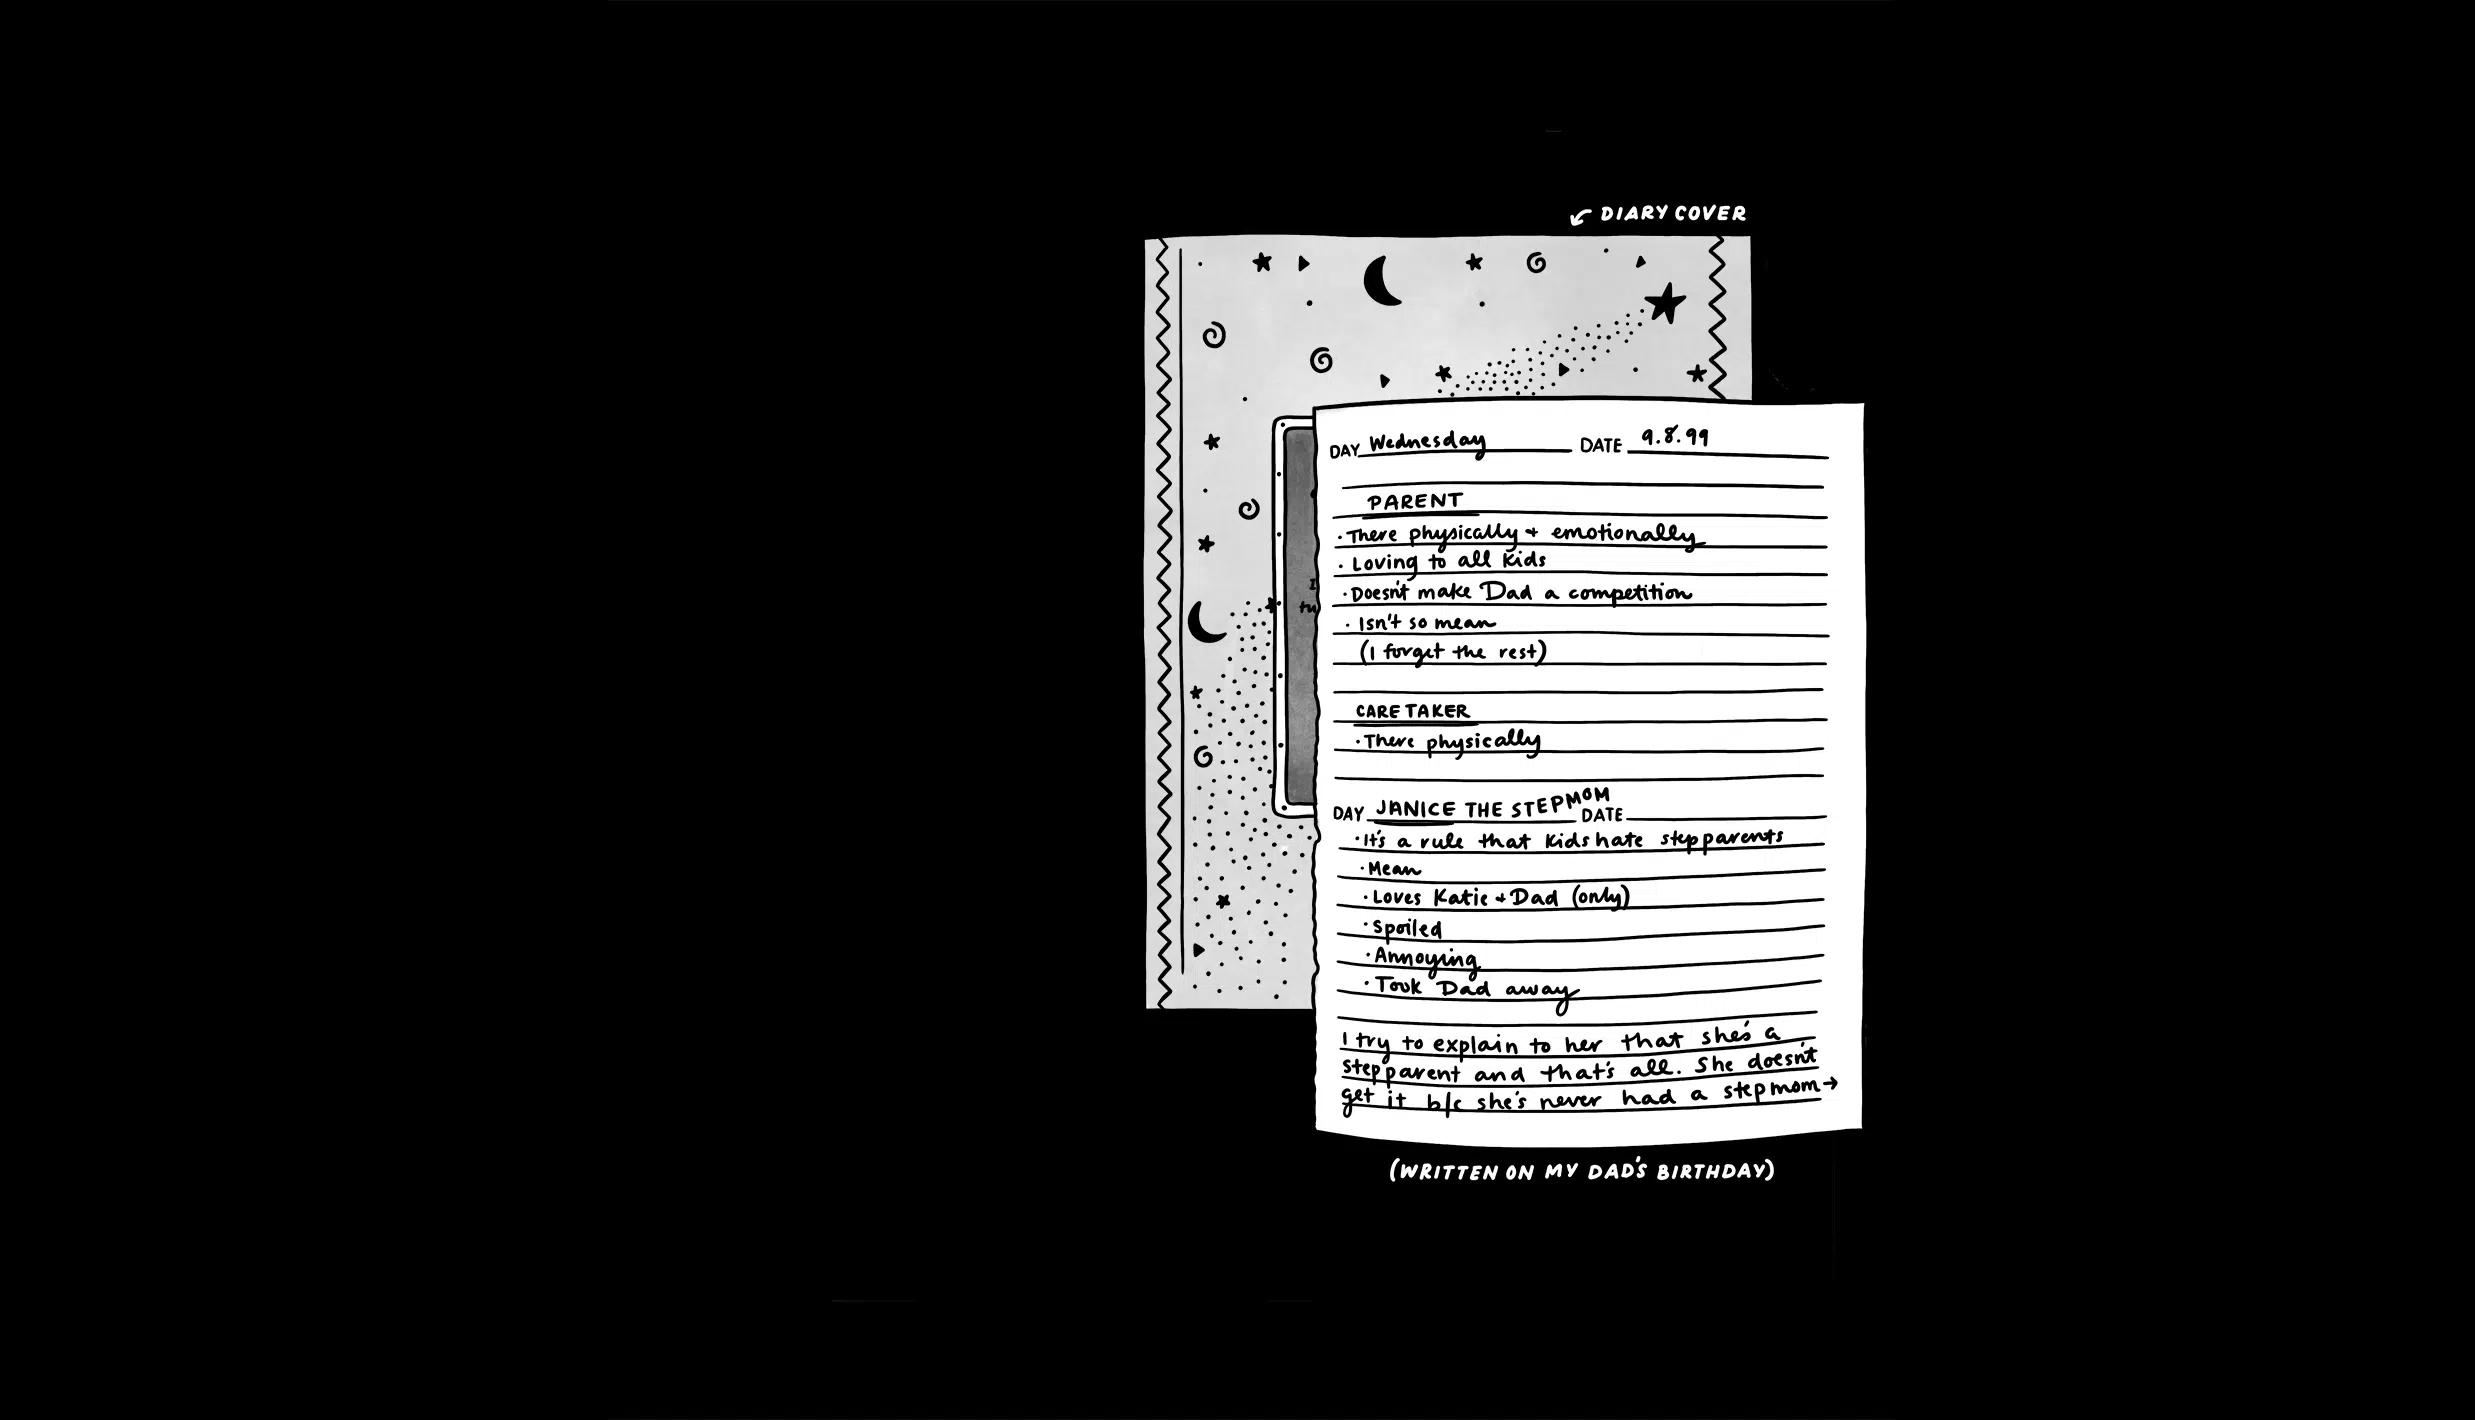 DIARY COVER
DAY Wednesday DATE 9.8.99
PARENT
· There physically + emotionally
· Loving to all kids
· Doesn't make Dad a competition
· Isn't so mean
(I forget the rest)
CARE TAKER
· There physically
DAY JANICE THE STEPMOM DATE
· It's a rule that kids hate stepparents
· Mean
· Loves Katie + Dad (only)
· Spoiled
· Annoying
· Took Dad away
I try to explain to her that she's a
stepparent and that's all. She doesn't
get it b/c she's never had a stepmom→
(WRITTEN ON MY DAD'S BIRTHDAY)